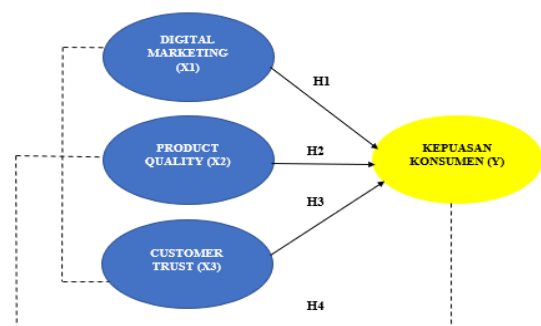 DIGITAL
MARKETING
(X1)
H1
PRODUCT
QUALITY (X2)
H2
KEPUASAN
KONSUMEN (Y)
H3
CUSTOMER
TRUST (X3)
H4